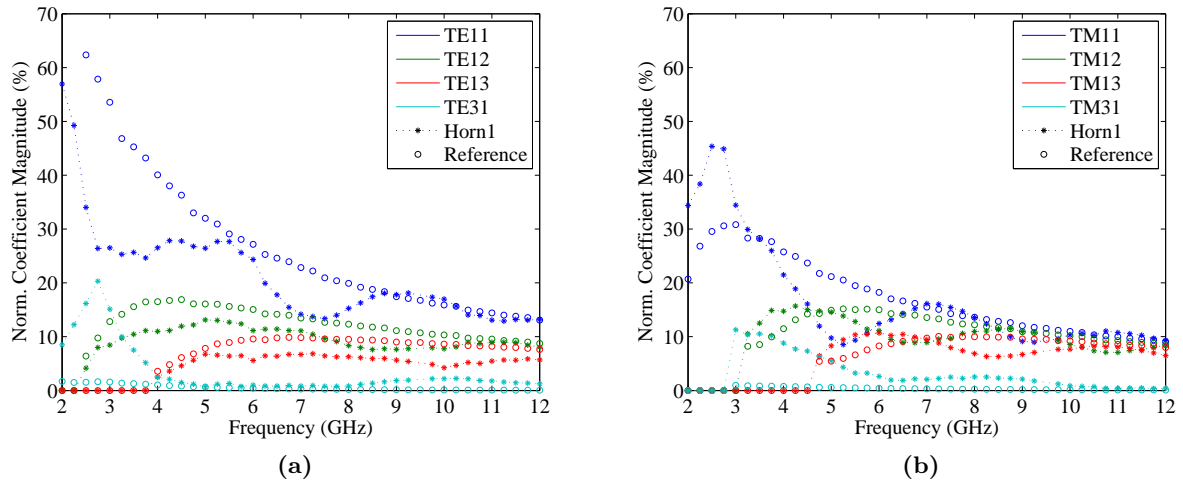 70
60
50
40
30
20
10
0
Norm. Coefficient Magnitude (%)
TE11
TE12
TE13
TE31
Horn1
Reference
2 3 4 5 6 7 8 9 10 11 12
Frequency (GHz)
(a)
70
60
50
40
30
20
10
0
Norm. Coefficient Magnitude (%)
TM11
TM12
TM13
TM31
Horn1
Reference
2 3 4 5 6 7 8 9 10 11 12
Frequency (GHz)
(b)